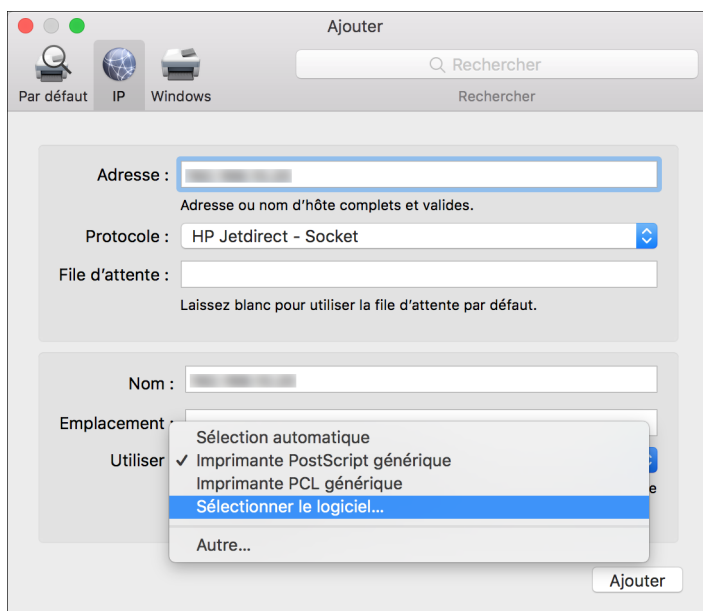 Ajouter
Par défaut IP Windows
Rechercher
Rechercher
Adresse :
Adresse ou nom d'hôte complets et valides.
Protocole : HP Jetdirect - Socket
File d'attente :
Laissez blanc pour utiliser la file d'attente par défaut.
Nom :
Emplacement :
Sélection automatique
Utiliser ✓ Imprimante PostScript générique
Imprimante PCL générique
e
Sélectionner le logiciel...
Autre...
Ajouter